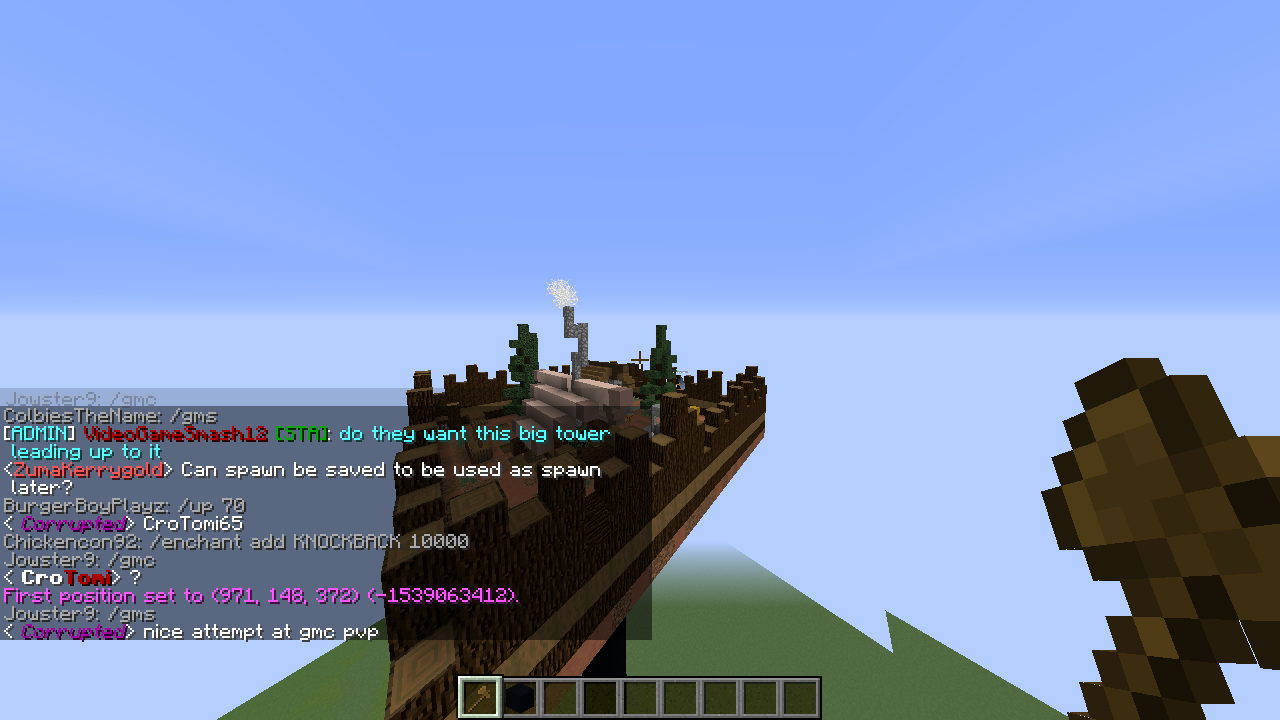 Jowster9: /gmc
ColbiesTheName: /gms
[ADMIN] VideoGameSmash12 [STA]: do they want this big tower
leading up to it
<ZumaKerrygold> Can spawn be saved to be used as spawn
later?
BurgerBoyPlayz: /up 70
< Corrupted> CroTomi65
Chickencon92: /enchant add KNOCKBACK 10000
Jowster9: /gmc
< CroTomi> ?
First position set to (971, 148, 372) (-1539063412).
Jowster9: /gms
< Corrupted> nice attempt at gmc pvp